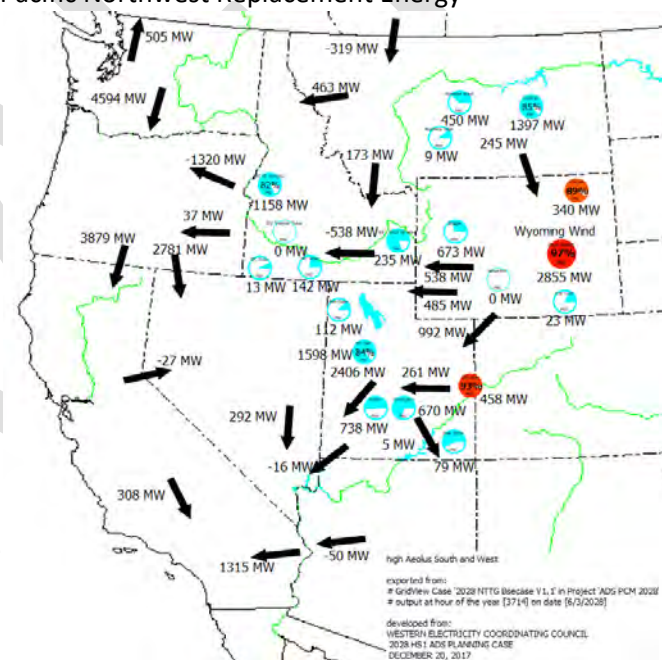 Pacific Northwest Replacement Energy
505 MW
-319 MW
463 MW
4594 MW
450 MW
85%
1397 MW
9 MW
245 MW
-1320 MW
173 MW
82%
1158 MW
89%
340 MW
37 MW
-538 MW
673 MW
Wyoming Wind
3879 MW
2781 MW
0 MW
235 MW
538 MW
97%
2855 MW
13 MW
142 MW
485 MW
0 MW
23 MW
112 MW
992 MW
1598 MW
84%
-27 MW
2406 MW
261 MW
93%
458 MW
292 MW
738 MW
670 MW
5 MW
-16 MW
79 MW
308 MW
-50 MW
1315 MW
high Aeolus South and West
exported from:
# GridView Case '2028 NTTG Bsecase V1.1' in Project 'ADS PCM 2028'
# output at hour of the year [3714] on date [6/3/2028]
developed from:
WESTERN ELECTRICITY COORDINATING COUNCIL
2028 HS1 ADS PLANNING CASE
DECEMBER 20, 2017